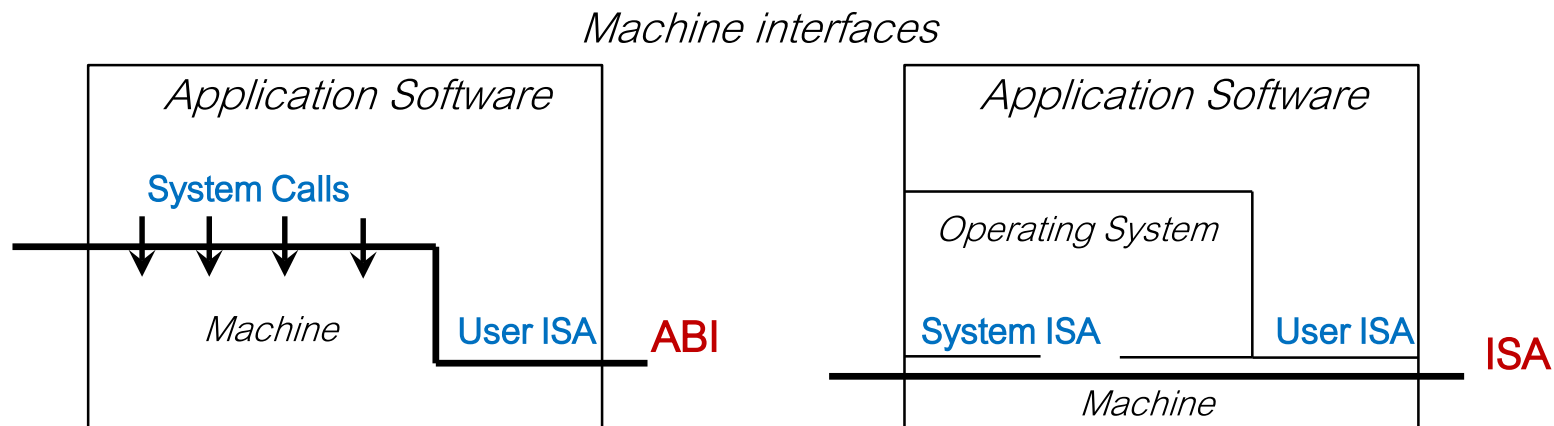 Machine interfaces
Application Software
System Calls
Machine
User ISA
ABI
Application Software
Operating System
System ISA
User ISA
ISA
Machine